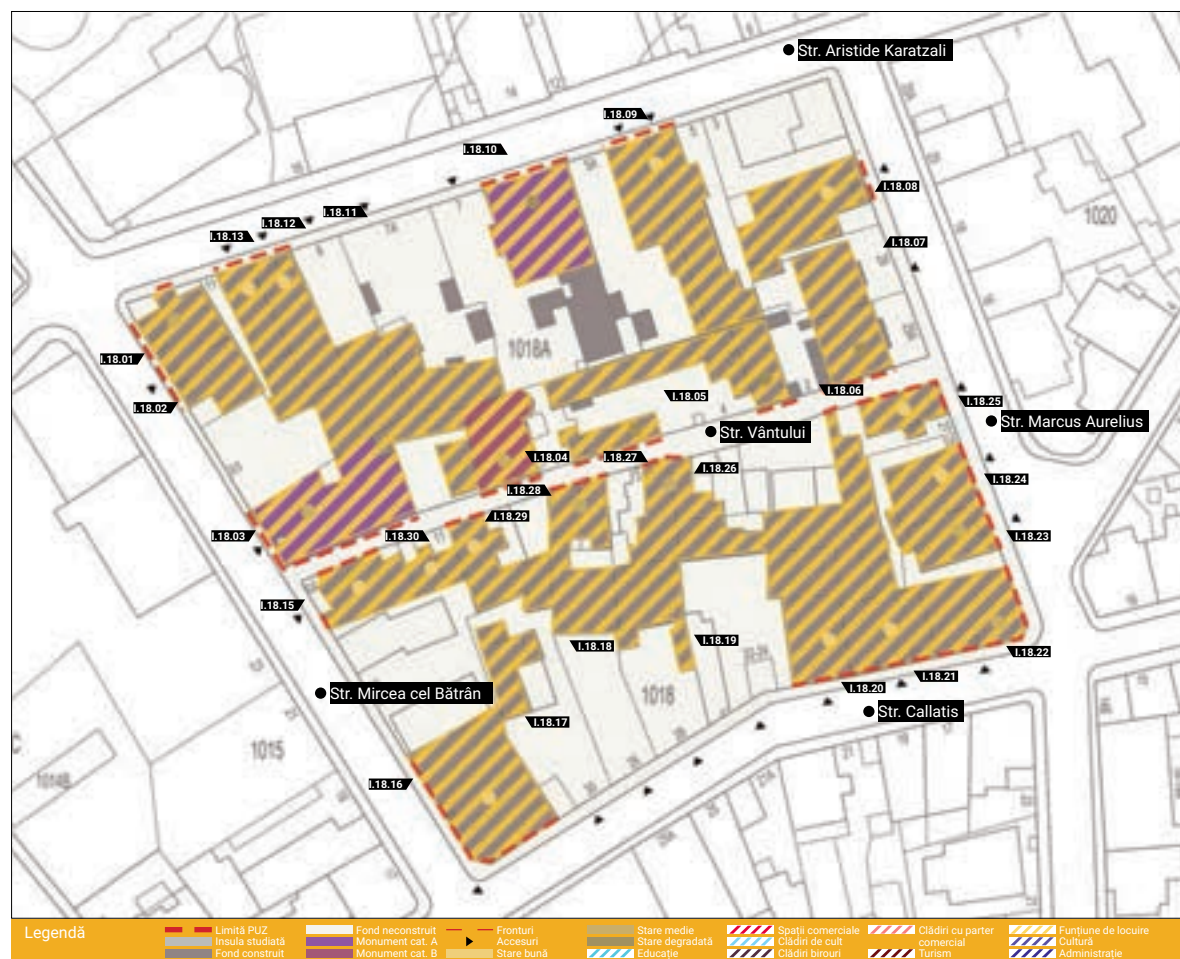 Str. Aristide Karatzali
I.18.09
I.18.10
I.18.08
I.18.11
I.18.12
I.18.13
1020
I.18.07
7A
1018A
I.18.01
I.18.02
I.18.05
I.18.06
I.18.25
Str. Marcus Aurelius
Str. Vântului
I.18.04
I.18.27
I.18.26
I.18.24
I.18.28
I.18.29
I.18.03
I.18.30
I.18.23
I.18.15
I.18.18
I.18.19
I.18.22
I.18.21
I.18.20
Str. Mircea cel Bătrân
1018
Str. Callatis
I.18.17
1015
1014B
I.18.16
Legendă
Limită PUZ
Insula studiată
Fond construit
Fond neconstruit
Monument cat. A
Monument cat. B
Fronturi
Accesuri
Stare bună
Stare medie
Stare degradată
Educație
Spații comerciale
Clădiri de cult
Clădiri birouri
Clădiri cu parter
comercial
Turism
Funțiune de locuire
Cultură
Administrație